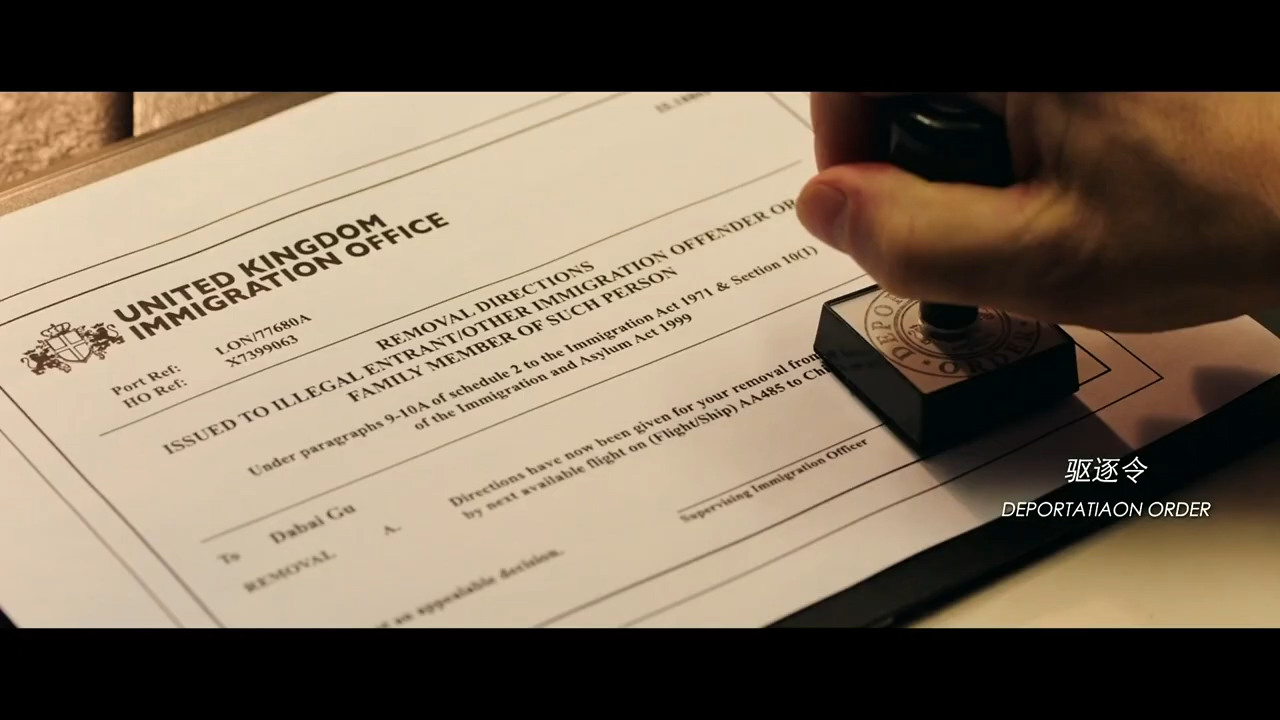 UNITED KINGDOM
IMMIGRATION OFFICE
Port Ref: LON/77680A
HO Ref: X7399063
REMOVAL DIRECTIONS
ISSUED TO ILLEGAL ENTRANT/OTHER IMMIGRATION OFFENDER OR
FAMILY MEMBER OF SUCH PERSON
Under paragraphs 9-10A of schedule 2 to the Immigration Act 1971 & Section 10(1)
of the Immigration and Asylum Act 1999
To Dabai Gu
REMOVAL A. Directions have now been given for your removal from
by next available flight on (Flight/Ship) AA485 to
Supervising Immigration Officer
an appealable decision.
ORDER
驱逐令
DEPORTATIAON ORDER